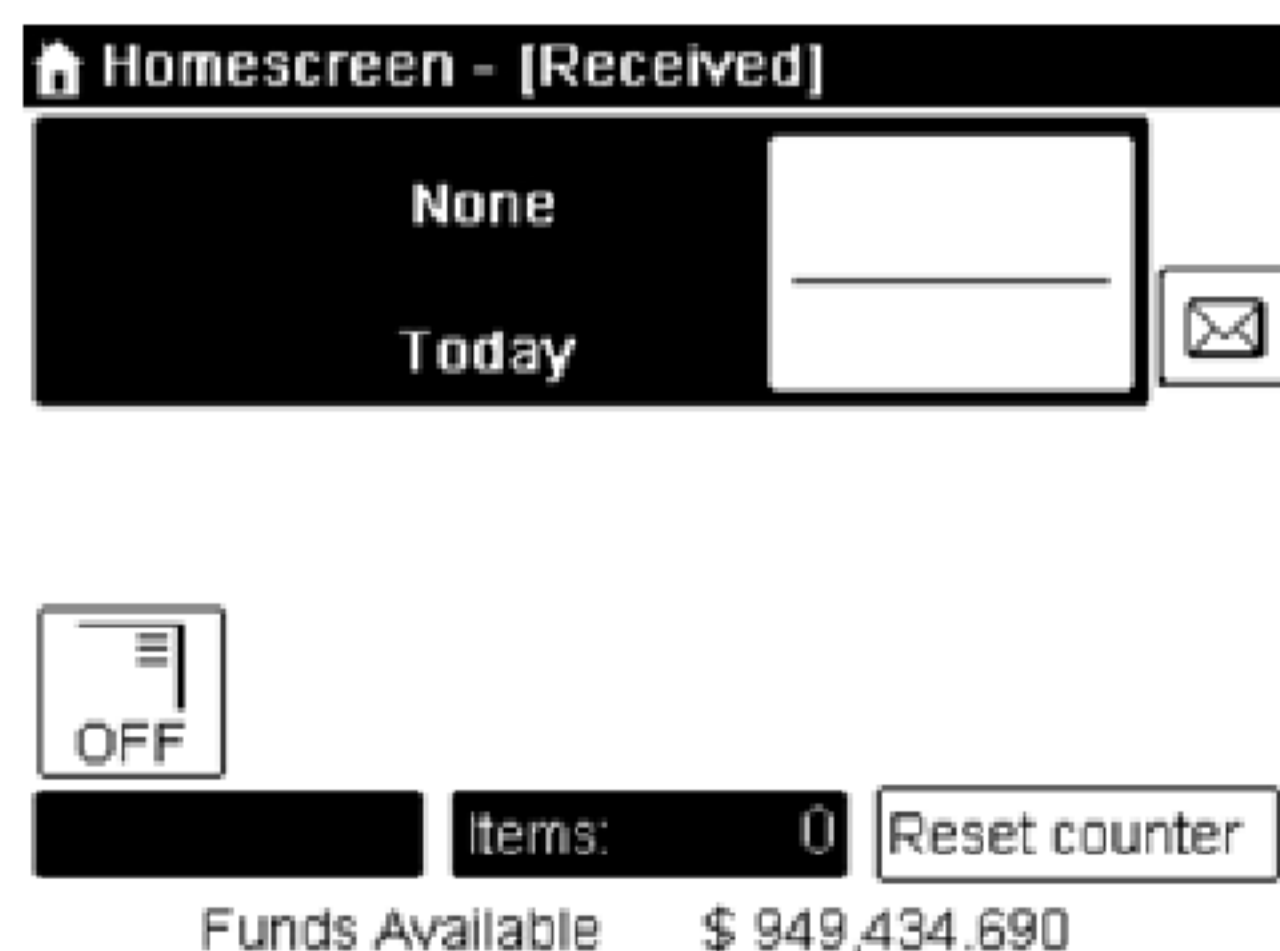 Homescreen - [Received]
None
Today
OFF
Items: 0 Reset counter
Funds Available $ 949,434.690